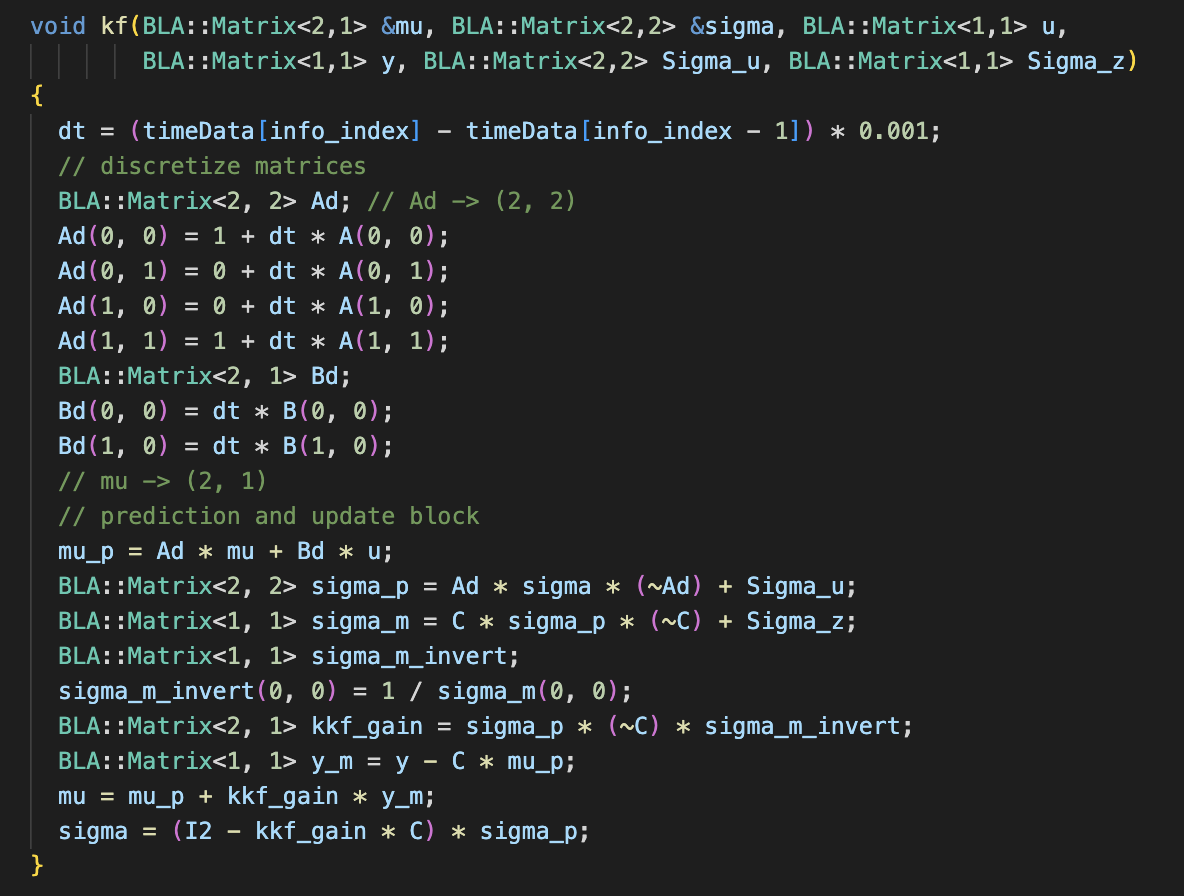 void kf(BLA::Matrix<2,1> &mu, BLA::Matrix<2,2> &sigma, BLA::Matrix<1,1> u,
        BLA::Matrix<1,1> y, BLA::Matrix<2,2> Sigma_u, BLA::Matrix<1,1> Sigma_z)
{
  dt = (timeData[info_index] - timeData[info_index - 1]) * 0.001;
  // discretize matrices
  BLA::Matrix<2, 2> Ad; // Ad -> (2, 2)
  Ad(0, 0) = 1 + dt * A(0, 0);
  Ad(0, 1) = 0 + dt * A(0, 1);
  Ad(1, 0) = 0 + dt * A(1, 0);
  Ad(1, 1) = 1 + dt * A(1, 1);
  BLA::Matrix<2, 1> Bd;
  Bd(0, 0) = dt * B(0, 0);
  Bd(1, 0) = dt * B(1, 0);
  // mu -> (2, 1)
  // prediction and update block
  mu_p = Ad * mu + Bd * u;
  BLA::Matrix<2, 2> sigma_p = Ad * sigma * (~Ad) + Sigma_u;
  BLA::Matrix<1, 1> sigma_m = C * sigma_p * (~C) + Sigma_z;
  BLA::Matrix<1, 1> sigma_m_invert;
  sigma_m_invert(0, 0) = 1 / sigma_m(0, 0);
  BLA::Matrix<2, 1> kkf_gain = sigma_p * (~C) * sigma_m_invert;
  BLA::Matrix<1, 1> y_m = y - C * mu_p;
  mu = mu_p + kkf_gain * y_m;
  sigma = (I2 - kkf_gain * C) * sigma_p;
}